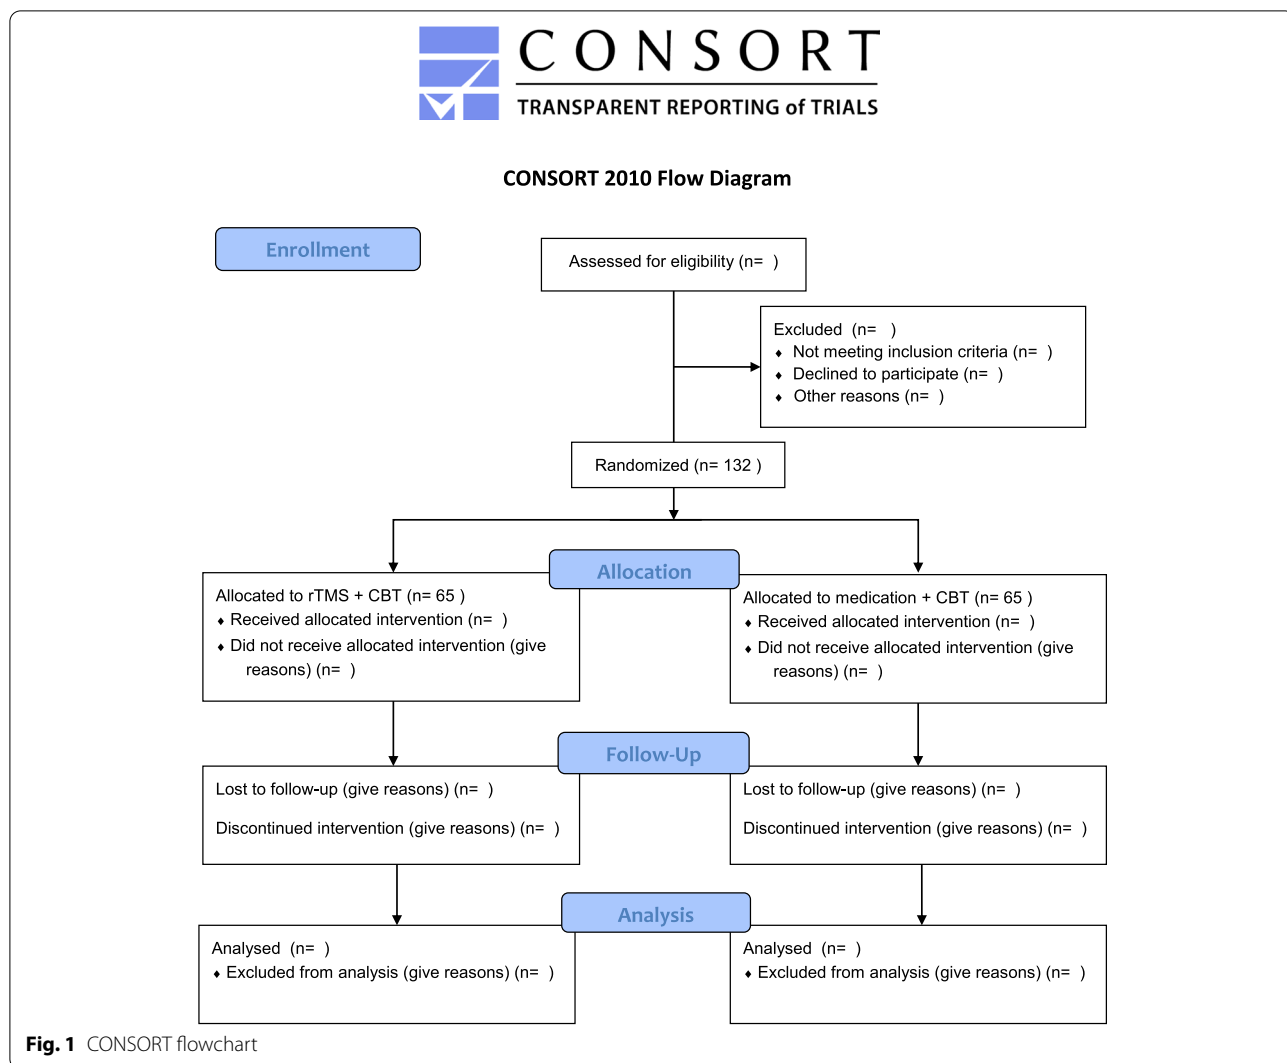 CONSORT
TRANSPARENT REPORTING of TRIALS
CONSORT 2010 Flow Diagram
Enrollment
Assessed for eligibility (n=  )
Excluded  (n=   )
♦ Not meeting inclusion criteria (n=  )
♦ Declined to participate (n=  )
♦ Other reasons (n=  )
Randomized (n= 132 )
Allocation
Allocated to rTMS + CBT (n= 65 )
♦ Received allocated intervention (n=  )
♦ Did not receive allocated intervention (give
reasons) (n=  )
Allocated to medication + CBT (n= 65 )
♦ Received allocated intervention (n=  )
♦ Did not receive allocated intervention (give
reasons) (n=  )
Follow-Up
Lost to follow-up (give reasons) (n=  )
Discontinued intervention (give reasons) (n=  )
Lost to follow-up (give reasons) (n=  )
Discontinued intervention (give reasons) (n=  )
Analysis
Analysed  (n=  )
♦ Excluded from analysis (give reasons) (n=  )
Analysed  (n=  )
♦ Excluded from analysis (give reasons) (n=  )
Fig. 1 CONSORT flowchart